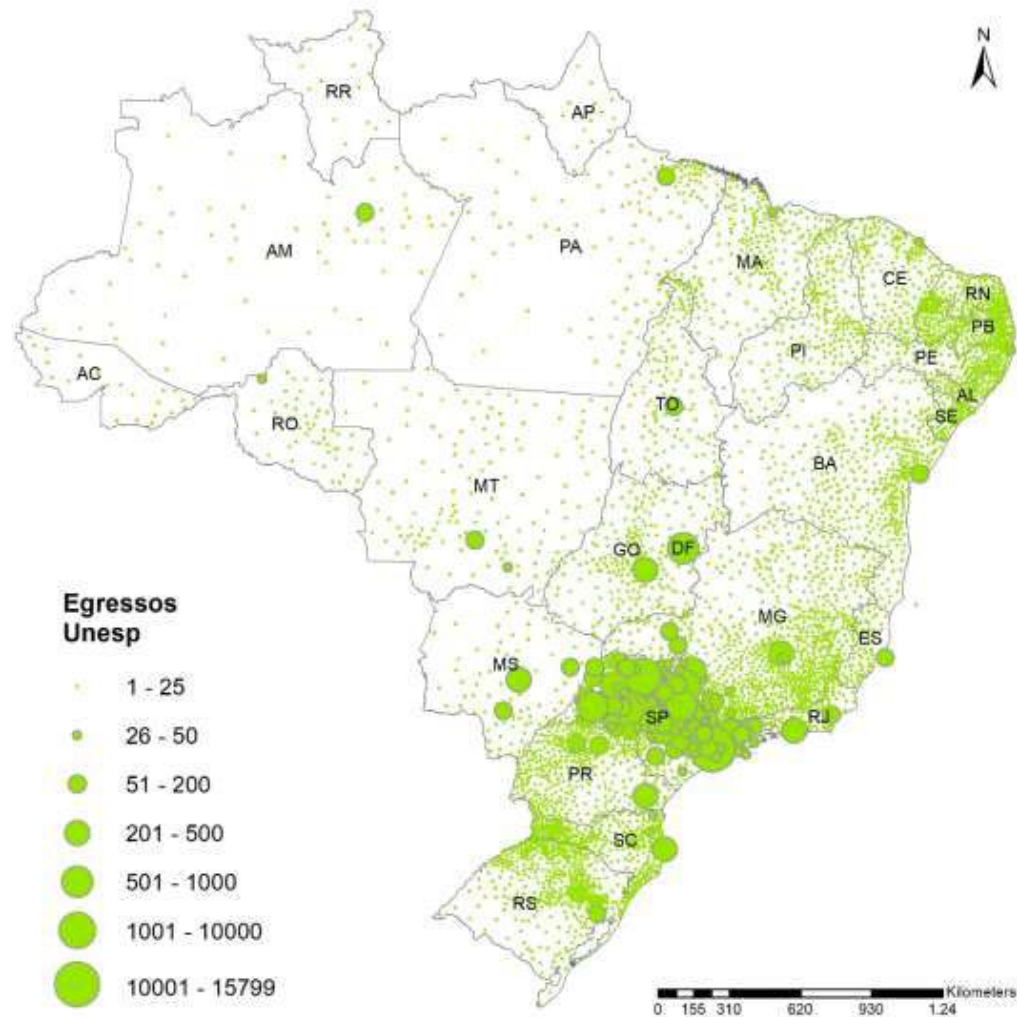 N
RR
AP
AM
PA
MA
CE
RN
PB
PI
PE
AC
AL
TO
SE
RO
BA
MT
GO
DF
Egressos
Unesp
MG
ES
MS
1 - 25
SP
RJ
26 - 50
PR
51 - 200
201 - 500
SC
501 - 1000
RS
1001 - 10000
10001 - 15799
Kilometers
0 155 310 620 930 1.24